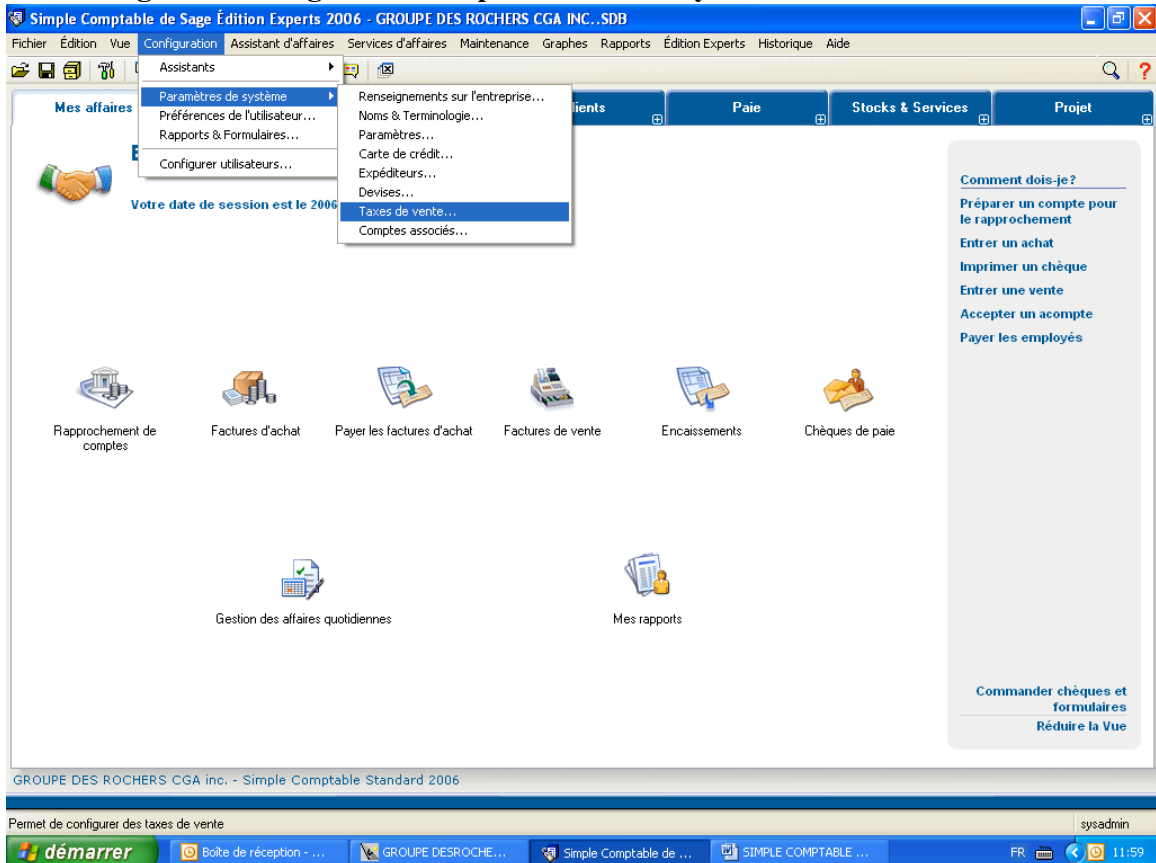 Simple Comptable de Sage Édition Experts 2006 - GROUPE DES ROCHERS CGA INC..SDB
Fichier Édition Vue Configuration Assistant d'affaires Services d'affaires Maintenance Graphes Rapports Édition Experts Historique Aide
Assistants
Paramètres de système
Préférences de l'utilisateur...
Rapports & Formulaires...
Configurer utilisateurs...
Renseignements sur l'entreprise...
Noms & Terminologie...
Paramètres...
Carte de crédit...
Expéditeurs...
Devises...
Taxes de vente...
Comptes associés...
Mes affaires
Paie
Stocks & Services
Projet
Votre date de session est le 2006
Comment dois-je?
Préparer un compte pour
le rapprochement
Entrer un achat
Imprimer un chèque
Entrer une vente
Accepter un acompte
Payer les employés
Rapprochement de
comptes
Factures d'achat
Payer les factures d'achat
Factures de vente
Encaissements
Chèques de paie
Gestion des affaires quotidiennes
Mes rapports
Commander chèques et
formulaires
Réduire la Vue
GROUPE DES ROCHERS CGA inc. - Simple Comptable Standard 2006
Permet de configurer des taxes de vente
sysadmin
démarrer
Boîte de réception - ...
GROUPE DESROCHE...
Simple Comptable de ...
SIMPLE COMPTABLE ...
FR
11:59